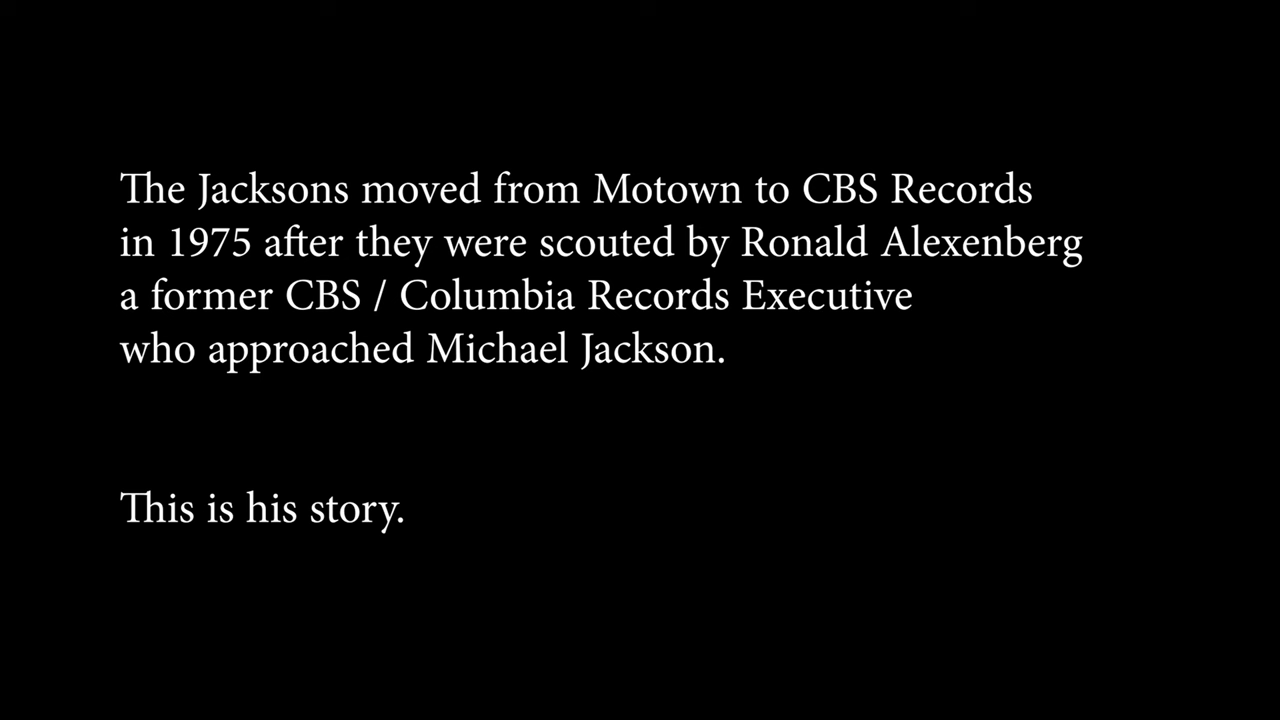 The Jacksons moved from Motown to CBS Records
in 1975 after they were scouted by Ronald Alexenberg
a former CBS / Columbia Records Executive
who approached Michael Jackson.
This is his story.